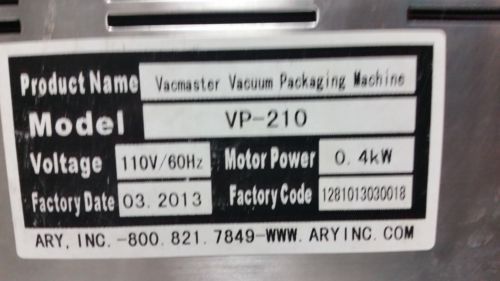 Product Name Vacmaster Vacuum Packaging Machine
Model VP-210
Voltage 110V/60Hz Motor Power 0.4kW
Factory Date 03.2013 Factory Code 1281013030018
ARY, INC.-800.821.7849-WWW.ARYINC.COM